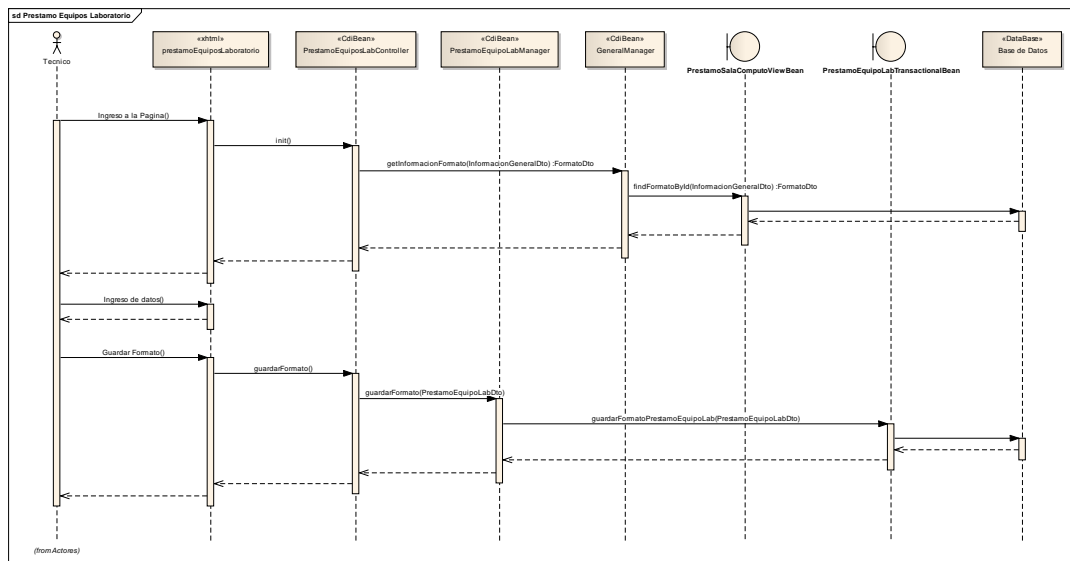 sd Prestamo Equipos Laboratorio
Tecnico
«xhtml»
prestamoEquiposLaboratorio
«CdiBean»
PrestamoEquiposLabController
«CdiBean»
PrestamoEquipoLabManager
«CdiBean»
GeneralManager
PrestamoSalaComputoViewBean
PrestamoEquipoLabTransactionalBean
«DataBase»
Base de Datos
Ingreso a la Pagina()
init()
getInformacionFormato(InformacionGeneralDto) :FormatoDto
findFormatoById(InformacionGeneralDto) :FormatoDto
Ingreso de datos()
Guardar Formato()
guardarFormato()
guardarFormato(PrestamoEquipoLabDto)
guardarFormatoPrestamoEquipoLab(PrestamoEquipoLabDto)
(from Actores)